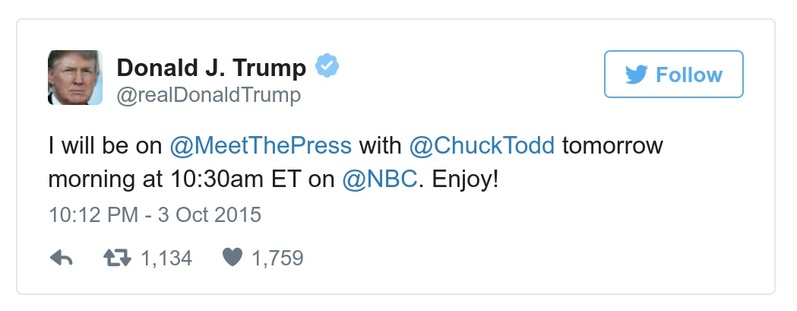 Donald J. Trump
@realDonaldTrump
Follow
I will be on @MeetThePress with @ChuckTodd tomorrow
morning at 10:30am ET on @NBC. Enjoy!
10:12 PM - 3 Oct 2015
1,134 1,759